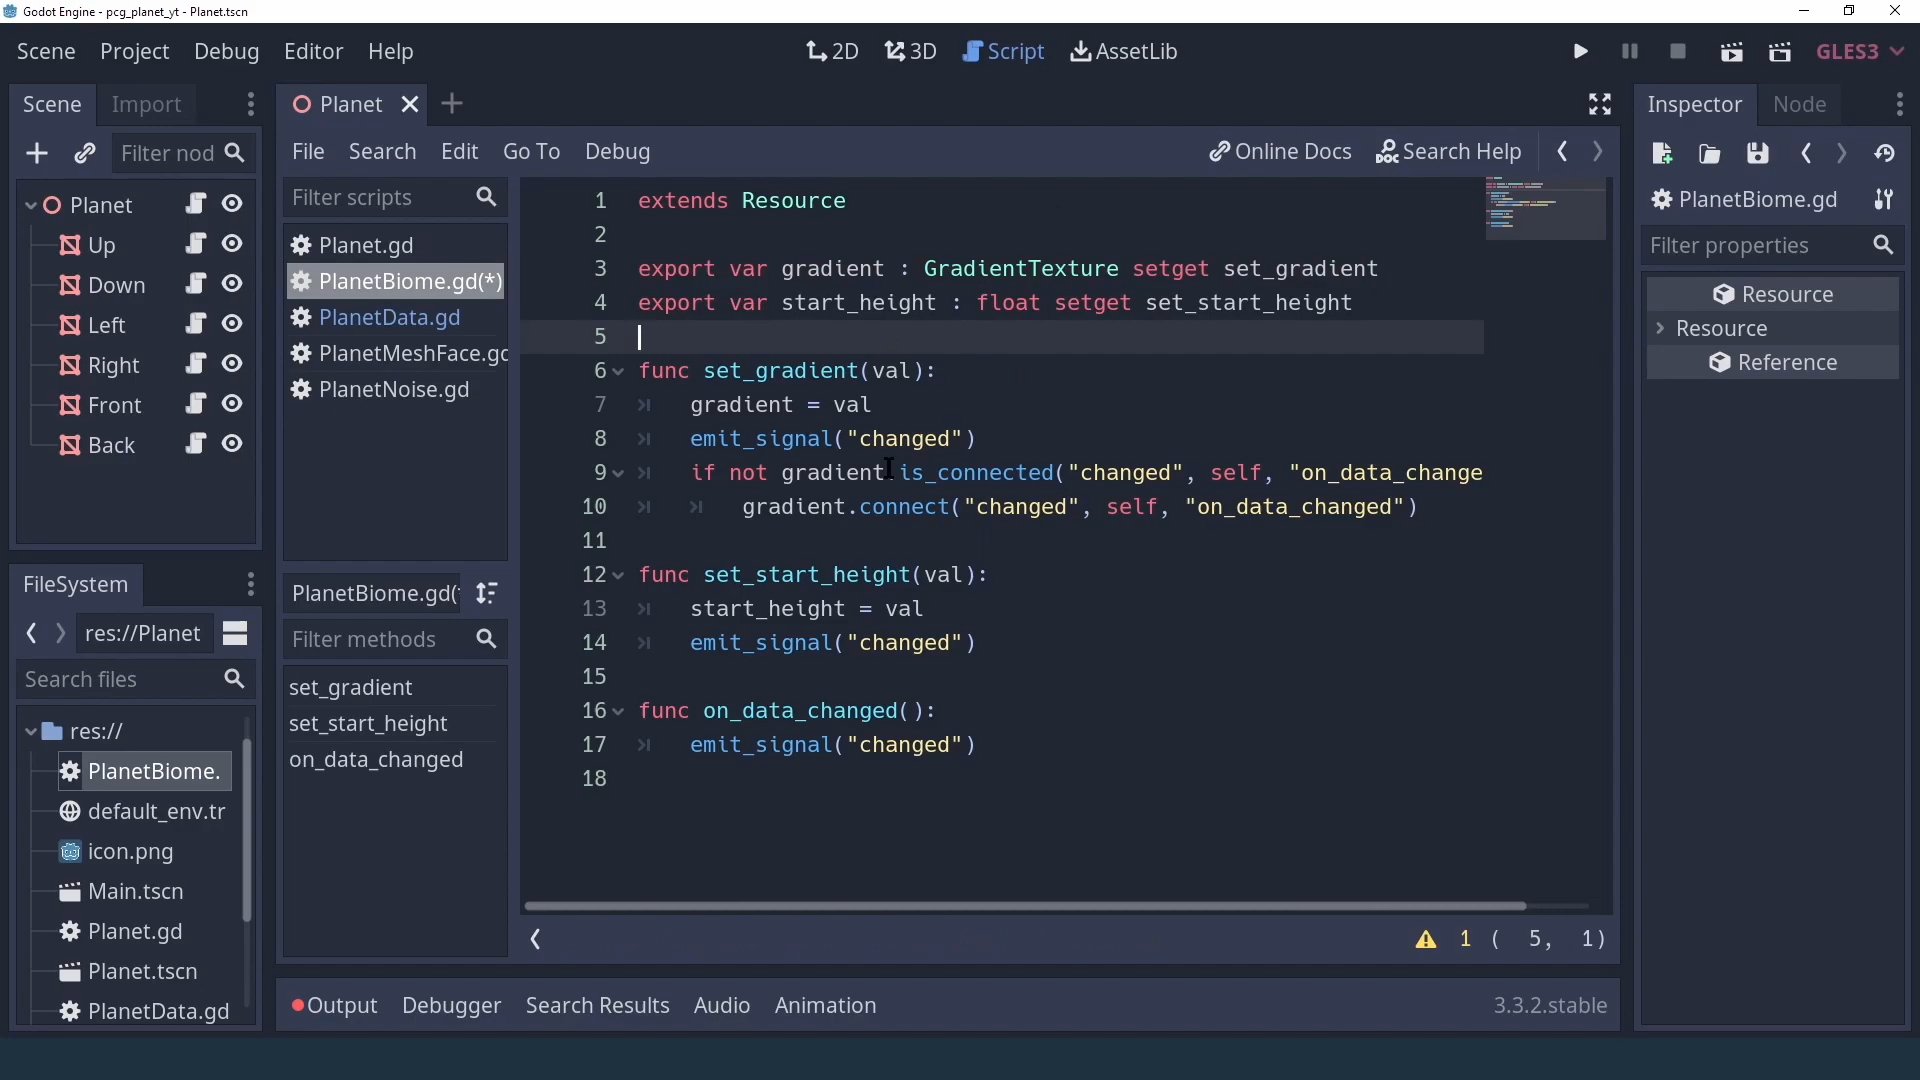 Godot Engine - pcg_planet_yt - Planet.tscn
Scene Project Debug Editor Help
2D 3D Script AssetLib
GLES3
Scene Import
Filter nod
Planet
Up
Down
Left
Right
Front
Back
FileSystem
res://Planet
Search files
res://
PlanetBiome.
default_env.tr
icon.png
Main.tscn
Planet.gd
Planet.tscn
PlanetData.gd
Planet
File Search Edit Go To Debug
Online Docs Search Help
Filter scripts
Planet.gd
PlanetBiome.gd(*)
PlanetData.gd
PlanetMeshFace.gd
PlanetNoise.gd
PlanetBiome.gd(*
Filter methods
set_gradient
set_start_height
on_data_changed
1 extends Resource
2
3 export var gradient : GradientTexture setget set_gradient
4 export var start_height : float setget set_start_height
5
6 func set_gradient(val):
7 gradient = val
8 emit_signal("changed")
9 if not gradient.is_connected("changed", self, "on_data_change
10 gradient.connect("changed", self, "on_data_changed")
11
12 func set_start_height(val):
13 start_height = val
14 emit_signal("changed")
15
16 func on_data_changed():
17 emit_signal("changed")
18
1 ( 5, 1)
Output Debugger Search Results Audio Animation
3.3.2.stable
Inspector Node
PlanetBiome.gd
Filter properties
Resource
Resource
Reference